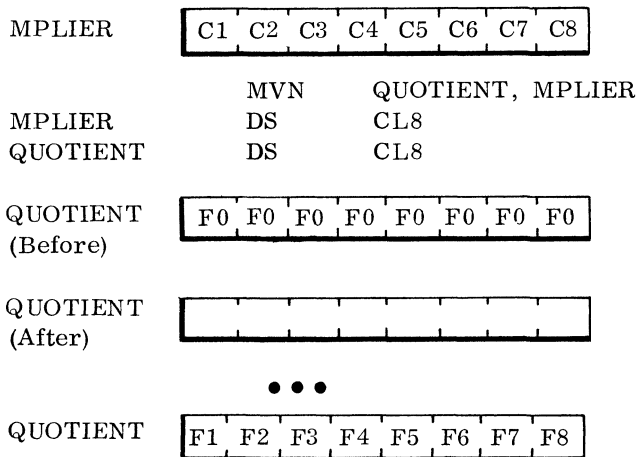 MPLIER C1 C2 C3 C4 C5 C6 C7 C8
MVN QUOTIENT, MPLIER
MPLIER DS CL8
QUOTIENT DS CL8
QUOTIENT F0 F0 F0 F0 F0 F0 F0 F0
(Before)
QUOTIENT
(After)
• • •
QUOTIENT F1 F2 F3 F4 F5 F6 F7 F8